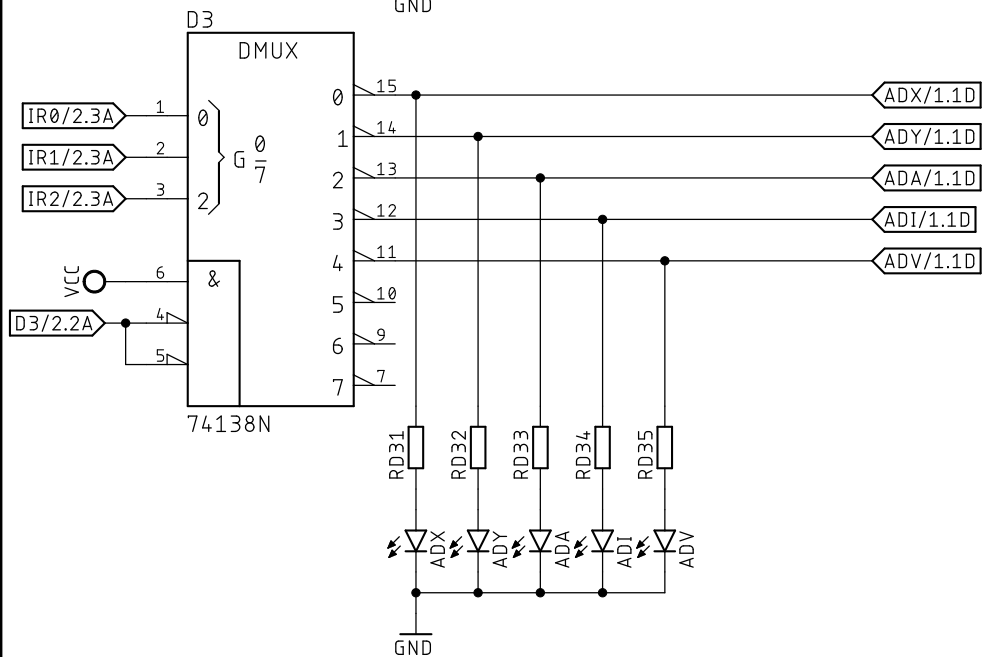 GND
D3
DMUX
0 15 ADX/1.1D
IR0/2.3A 1 0
1 14 ADY/1.1D
IR1/2.3A 2 G 0/7
2 13 ADA/1.1D
IR2/2.3A 3 2
3 12 ADI/1.1D
4 11 ADV/1.1D
VCC 6 &
5 10
D3/2.2A 4
6 9
5
7 7
74138N
RD31 RD32 RD33 RD34 RD35
ADX ADY ADA ADI ADV
GND